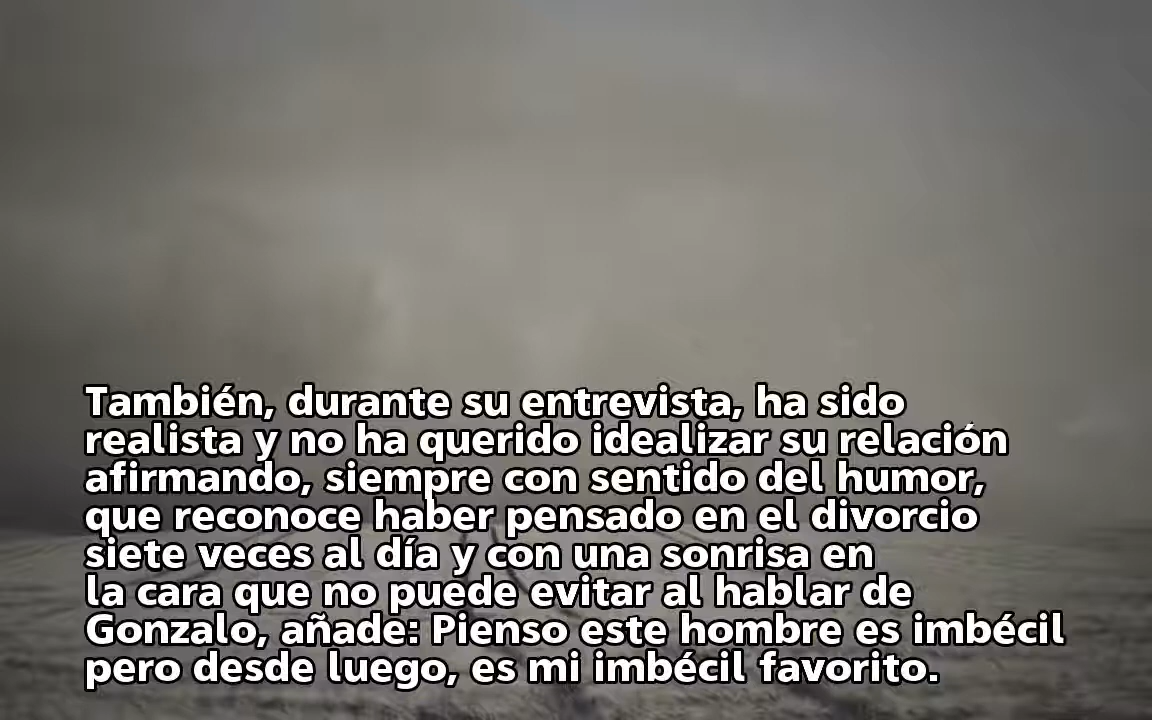 También, durante su entrevista, ha sido
realista y no ha querido idealizar su relación
afirmando, siempre con sentido del humor,
que reconoce haber pensado en el divorcio
siete veces al día y con una sonrisa en
la cara que no puede evitar al hablar de
Gonzalo, añade: Pienso este hombre es imbécil
pero desde luego, es mi imbécil favorito.